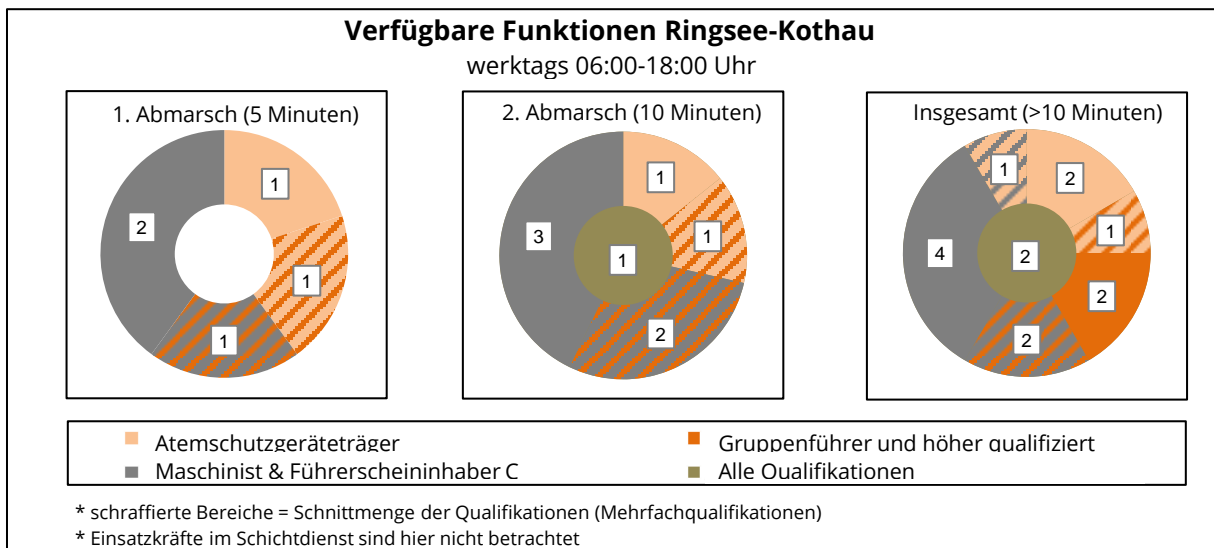 Verfügbare Funktionen Ringsee-Kothau
werktags 06:00-18:00 Uhr
1. Abmarsch (5 Minuten)
1
2
1
1
2. Abmarsch (10 Minuten)
1
1
3
1
2
Insgesamt (>10 Minuten)
1
2
1
4
2
2
2
Atemschutzgeräteträger
Gruppenführer und höher qualifiziert
Maschinist & Führerscheininhaber C
Alle Qualifikationen
* schraffierte Bereiche = Schnittmenge der Qualifikationen (Mehrfachqualifikationen)
* Einsatzkräfte im Schichtdienst sind hier nicht betrachtet